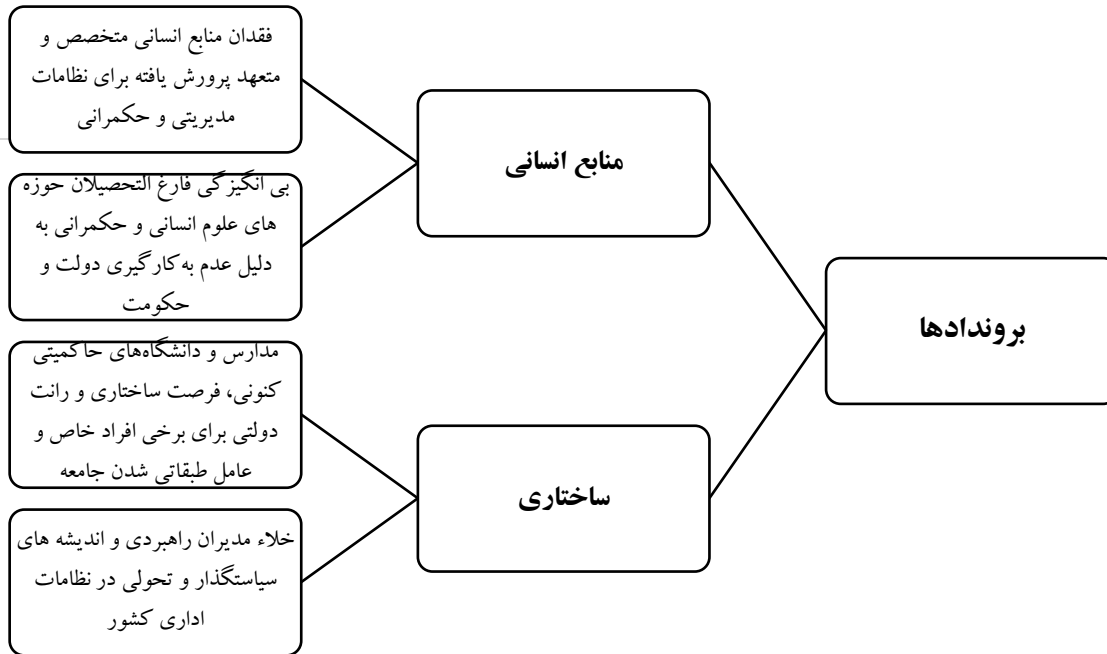 بروندادها
منابع انسانی
فقدان منابع انسانی متخصص و
متعهد پرورش یافته برای نظامات
مدیریتی و حکمرانی
بی انگیزگی فارغ التحصیلان حوزه
های علوم انسانی و حکمرانی به
دلیل عدم به‌کارگیری دولت و
حکومت
ساختاری
مدارس و دانشگاه‌های حاکمیتی
کنونی، فرصت ساختاری و رانت
دولتی برای برخی افراد خاص و
عامل طبقاتی شدن جامعه
خلاء مدیران راهبردی و اندیشه های
سیاستگذار و تحولی در نظامات
اداری کشور